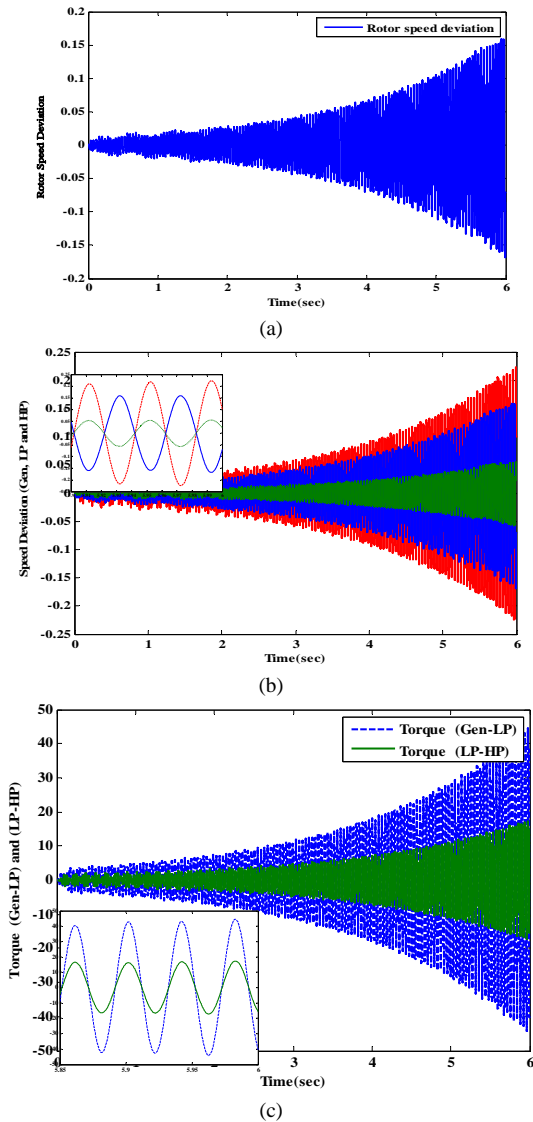 0.2
Rotor speed deviation
0.15
0.1
0.05
0
-0.05
-0.1
-0.15
-0.2
Rotor Speed Deviation
0 1 2 3 4 5 6
Time(sec)
(a)
0.25
0.2
0.15
0.1
0.05
0
-0.05
-0.1
-0.15
-0.2
-0.25
Speed Deviation (Gen, LP and HP)
0 1 2 3 4 5 6
Time(sec)
(b)
50
Torque (Gen-LP)
Torque (LP-HP)
40
30
20
10
0
-10
-20
-30
-40
-50
Torque (Gen-LP) and (LP-HP)
5.85 5.9 5.95 6
3 4 5 6
Time(sec)
(c)